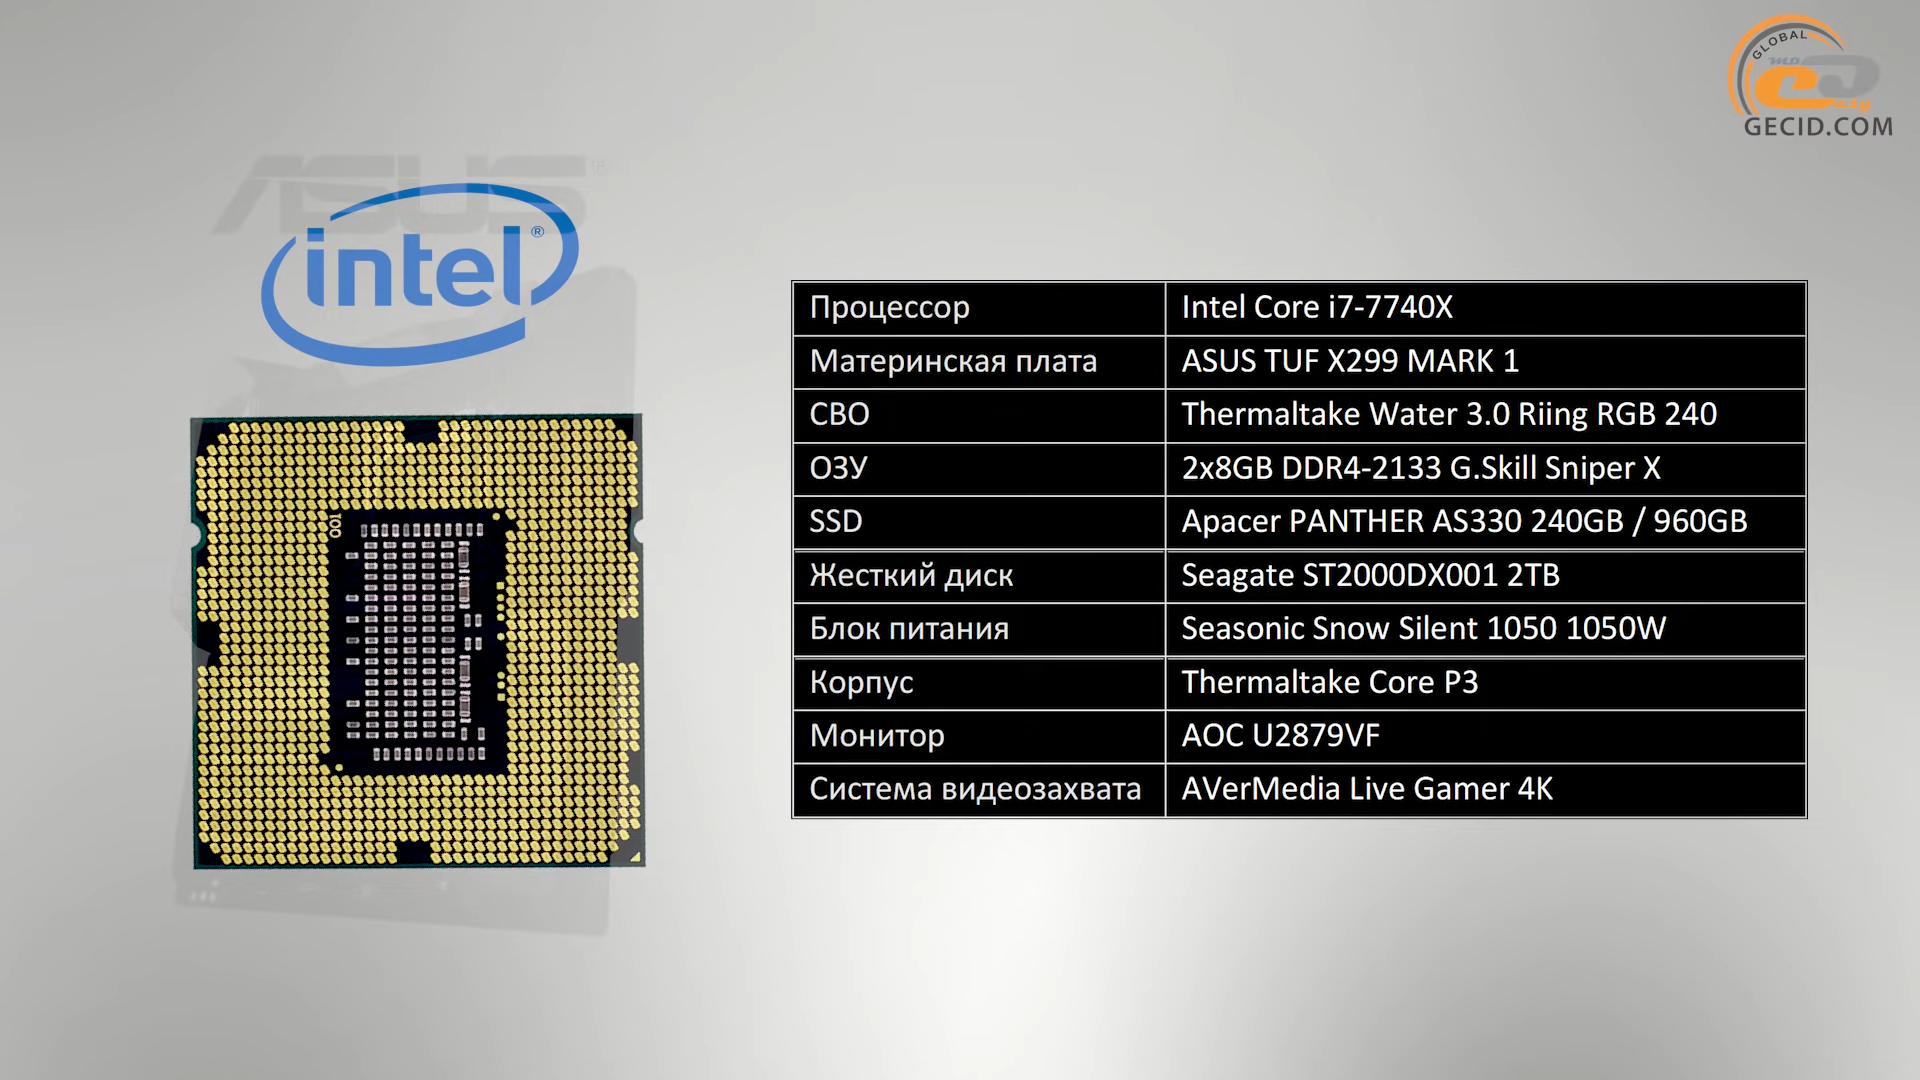 GLOBAL
GECID.COM
ASUS
intel®
Процессор Intel Core i7-7740X
Материнская плата ASUS TUF X299 MARK 1
СВО Thermaltake Water 3.0 Riing RGB 240
ОЗУ 2x8GB DDR4-2133 G.Skill Sniper X
SSD Apacer PANTHER AS330 240GB / 960GB
Жесткий диск Seagate ST2000DX001 2TB
Блок питания Seasonic Snow Silent 1050 1050W
Корпус Thermaltake Core P3
Монитор AOC U2879VF
Система видеозахвата AVerMedia Live Gamer 4K
001